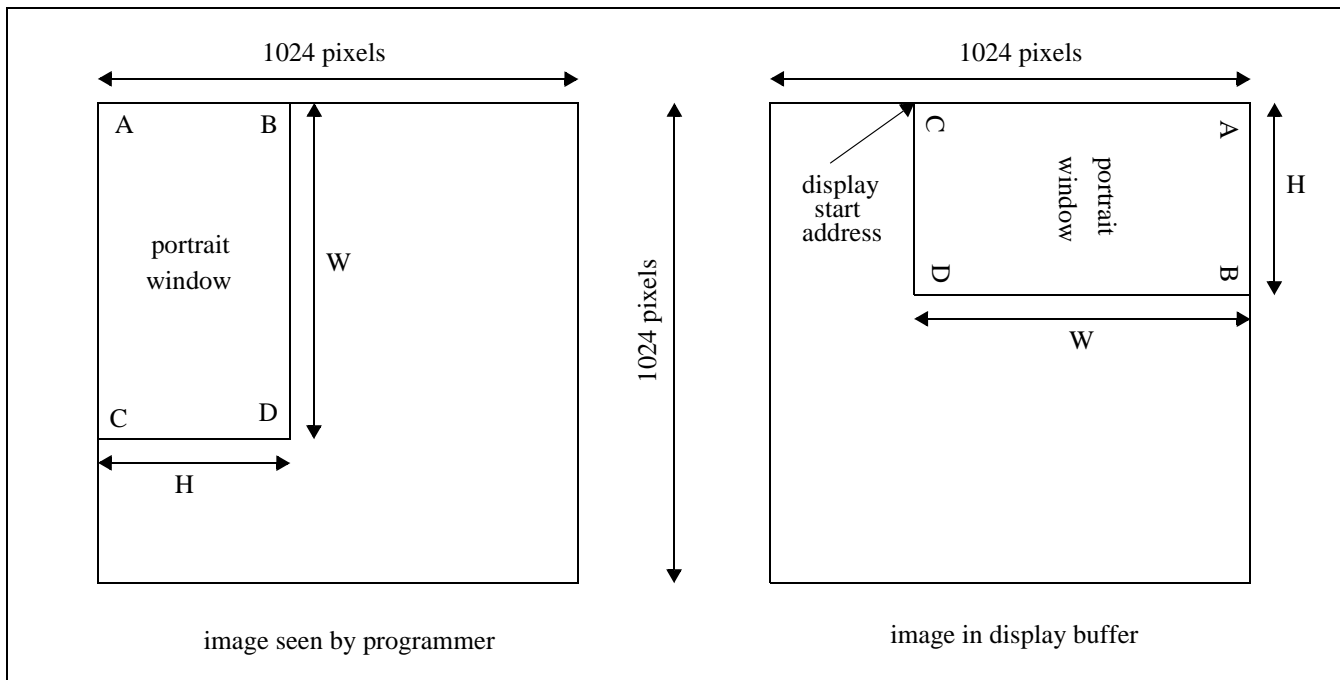 1024 pixels
A
B
portrait
window
W
C
D
H
image seen by programmer
1024 pixels
1024 pixels
C
A
display
start
address
portrait
window
H
D
B
W
image in display buffer